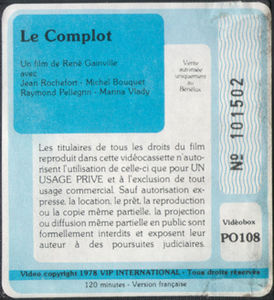 Le Complot
Un film de René Gainville
avec
Jean Rochefort - Michel Bouquet
Raymond Pellegrin - Marina Vlady
Vente
autorisée
uniquement
au
Benelux
Nº 101502
Les titulaires de tous les droits du film
reproduit dans cette vidéocassette n'auto-
risent l'utilisation de celle-ci que pour UN
USAGE PRIVE et à l'exclusion de tout
usage commercial. Sauf autorisation ex-
presse, la location, le prêt, la reproduction
ou la copie même partielle, la projection
ou diffusion même partielle en public sont
formellement interdits et exposent leur
auteur à des poursuites judiciaires.
Vidéobox
PO108
Video copyright 1978 VIP INTERNATIONAL - Tous droits réservés
120 minutes - Version française